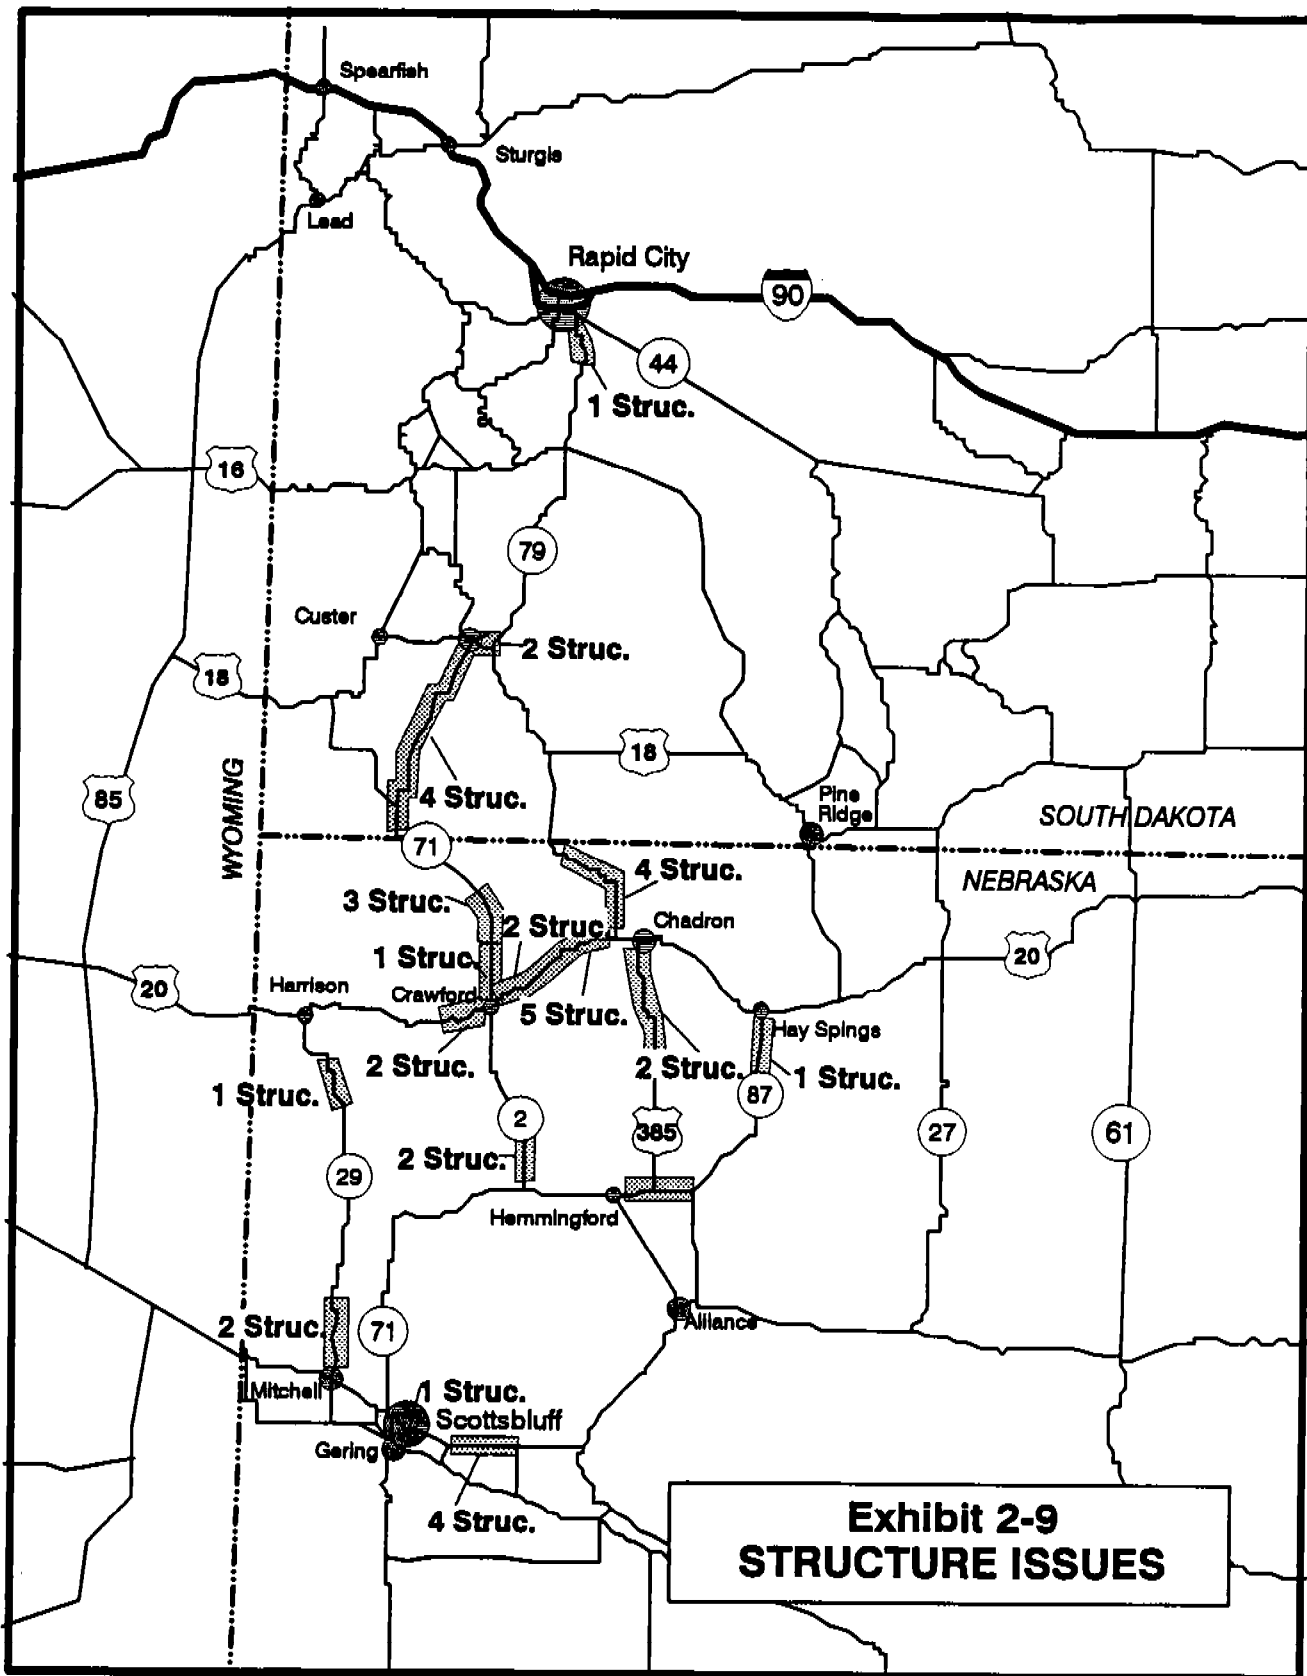 Spearfish
Sturgis
Lead
Rapid City
90
44
1 Struc.
16
79
Custer
2 Struc.
18
18
4 Struc.
85
WYOMING
Pine
Ridge
SOUTH DAKOTA
71
NEBRASKA
4 Struc.
3 Struc.
2 Struc.
Chadron
1 Struc.
20
20
Harrison
Crawford
5 Struc.
Hay Spings
2 Struc.
2 Struc.
1 Struc.
1 Struc.
87
2
385
27
61
2 Struc.
29
Hemmingford
2 Struc.
71
Alliance
Mitchell
1 Struc.
Scottsbluff
Gering
4 Struc.
Exhibit 2-9
STRUCTURE ISSUES